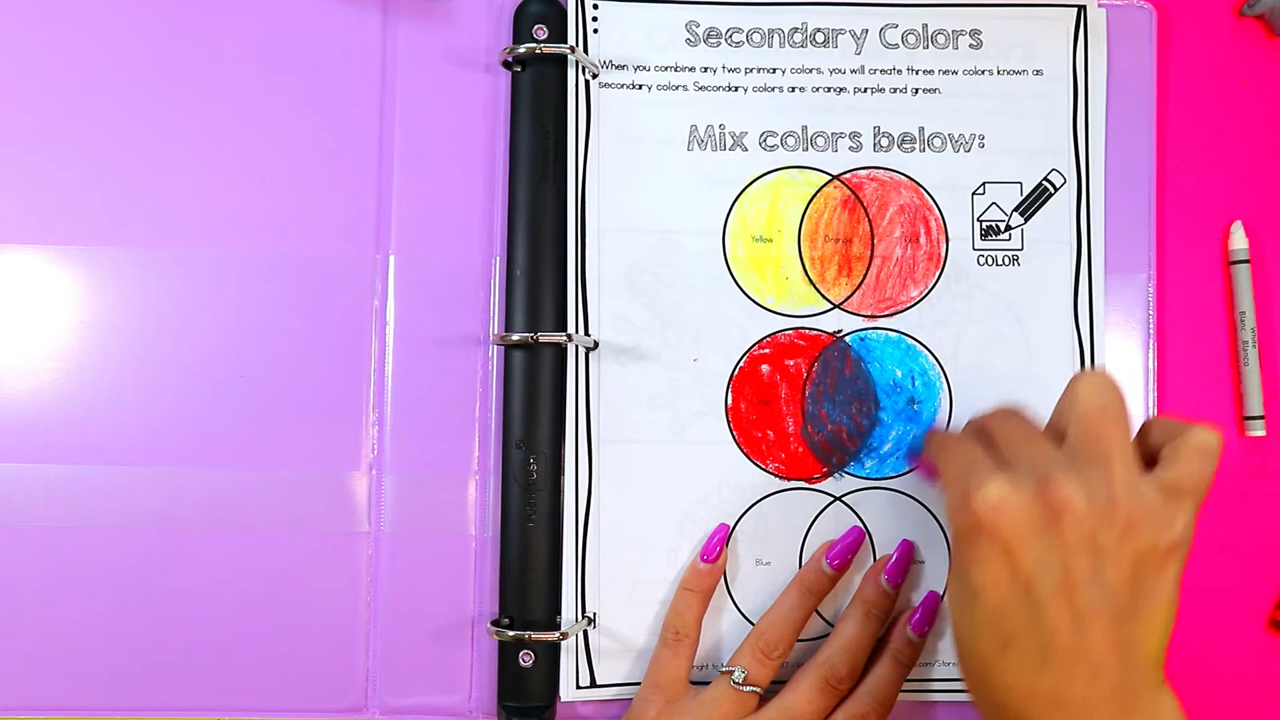 Secondary Colors
When you combine any two primary colors, you will create three new colors known as
secondary colors. Secondary colors are: orange, purple and green.
Mix colors below:
Yellow Orange Red
COLOR
Blue
White
Blanc Blanco